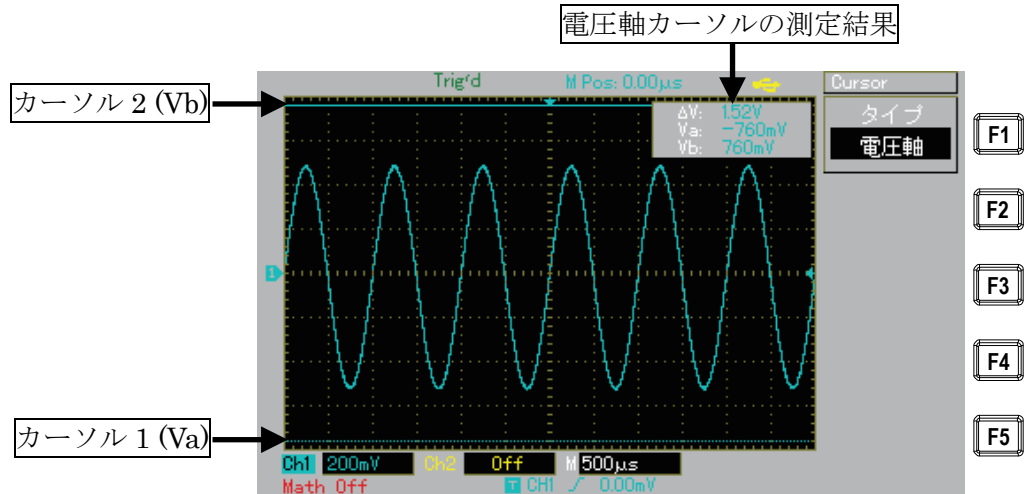 電圧軸カーソルの測定結果
カーソル 2 (Vb)
Trig'd M Pos: 0.00μs Cursor
ΔV: 1.52V
Va: -760mV
Vb: 760mV
タイプ
電圧軸
F1
F2
1
F3
F4
カーソル 1 (Va)
F5
Ch1 200mV Ch2 Off M 500μs
Math Off T CH1 0.00mV